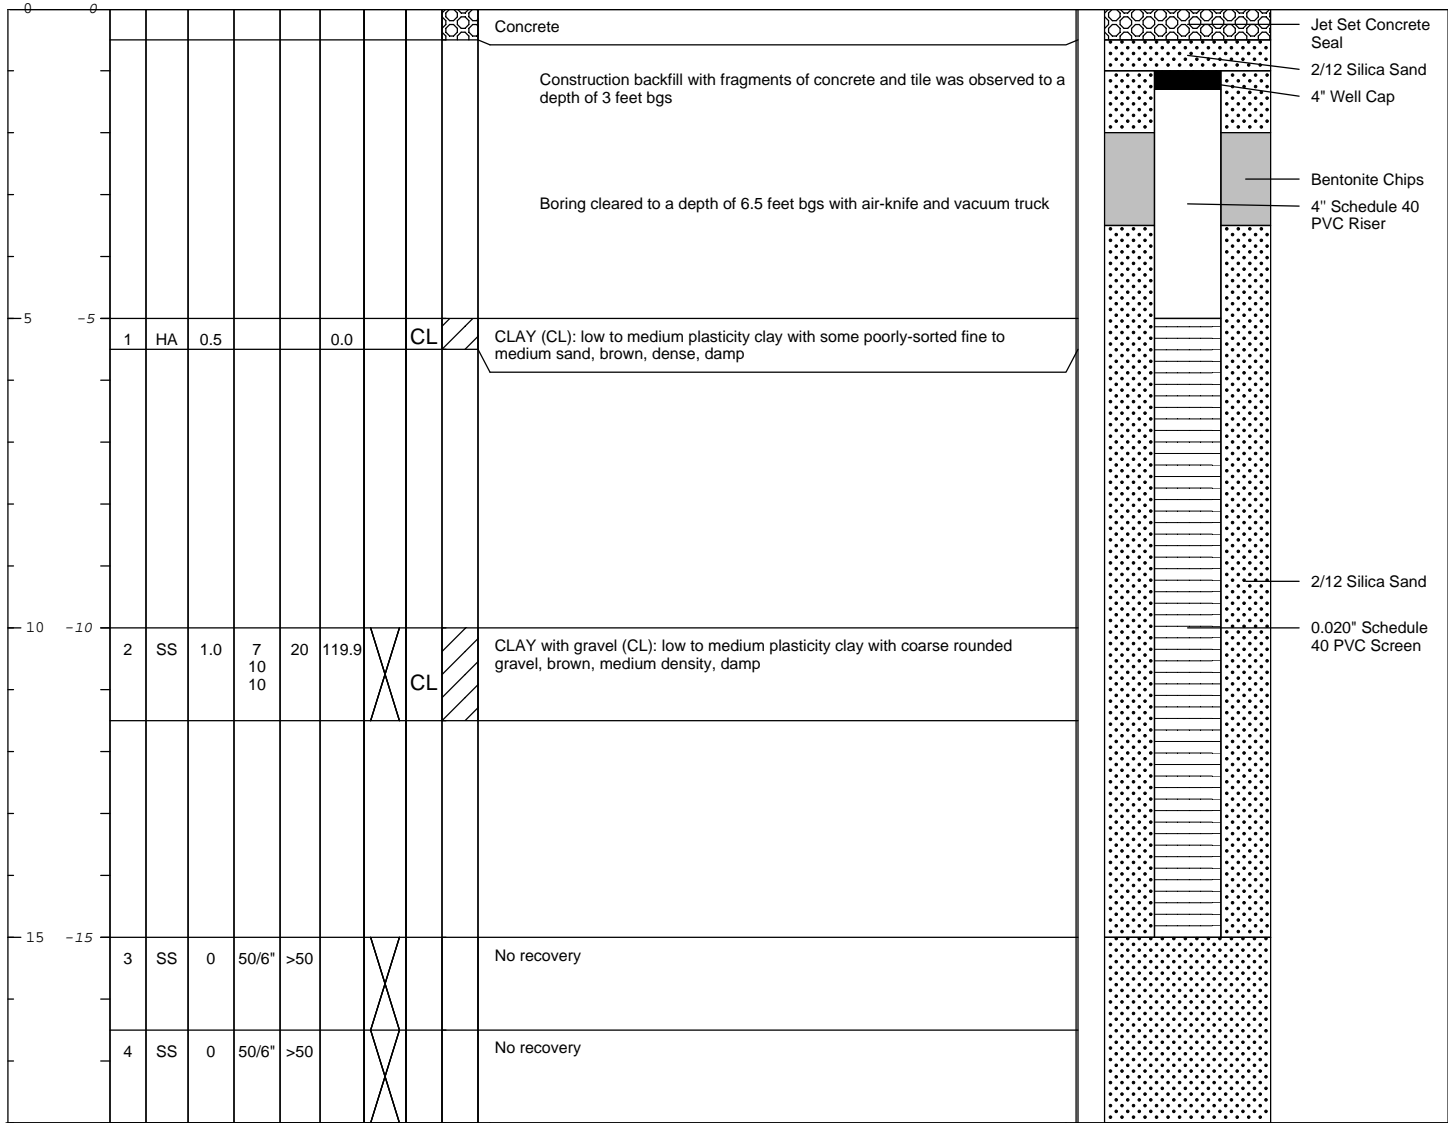 0 0
Concrete
Jet Set Concrete
Seal
2/12 Silica Sand
4" Well Cap
Construction backfill with fragments of concrete and tile was observed to a
depth of 3 feet bgs
Bentonite Chips
4" Schedule 40
PVC Riser
Boring cleared to a depth of 6.5 feet bgs with air-knife and vacuum truck
5 -5
1 HA 0.5 0.0 CL
CLAY (CL): low to medium plasticity clay with some poorly-sorted fine to
medium sand, brown, dense, damp
2/12 Silica Sand
0.020" Schedule
40 PVC Screen
10 -10
2 SS 1.0 7 20 119.9
10
10
CL
CLAY with gravel (CL): low to medium plasticity clay with coarse rounded
gravel, brown, medium density, damp
15 -15
3 SS 0 50/6" >50 No recovery
4 SS 0 50/6" >50 No recovery